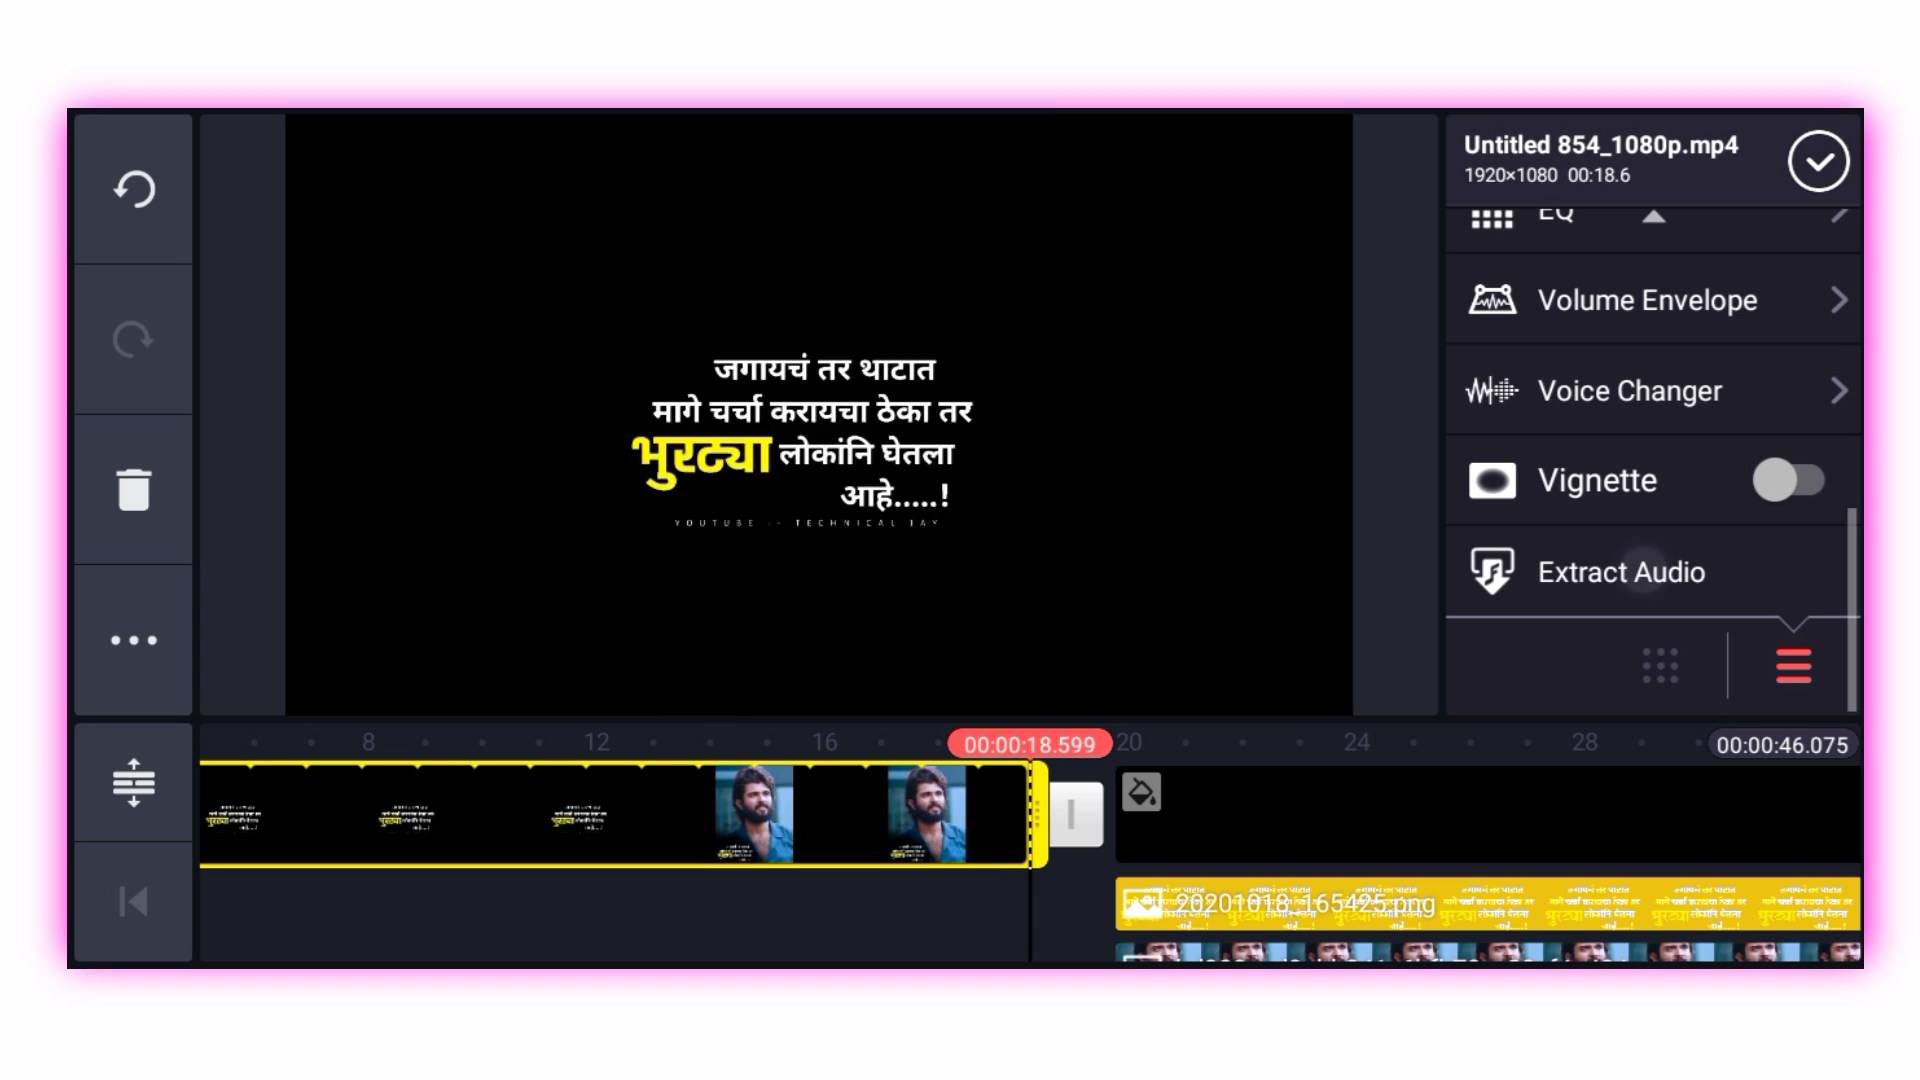 Untitled 854_1080p.mp4
1920×1080 00:18.6
EQ
Volume Envelope
Voice Changer
Vignette
Extract Audio
जगायचं तर थाटात
मागे चर्चा करायचा ठेका तर
भुरट्या लोकांनि घेतला
आहे.....!
YOUTUBE :- TECHNICAL JAY
8 12 16 00:00:18.599 20 24 28 00:00:46.075
20201018_165425.png